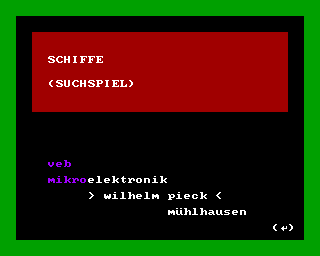 SCHIFFE
(SUCHSPIEL)
veb
mikroelektronik
> wilhelm pieck <
mühlhausen
(↵)